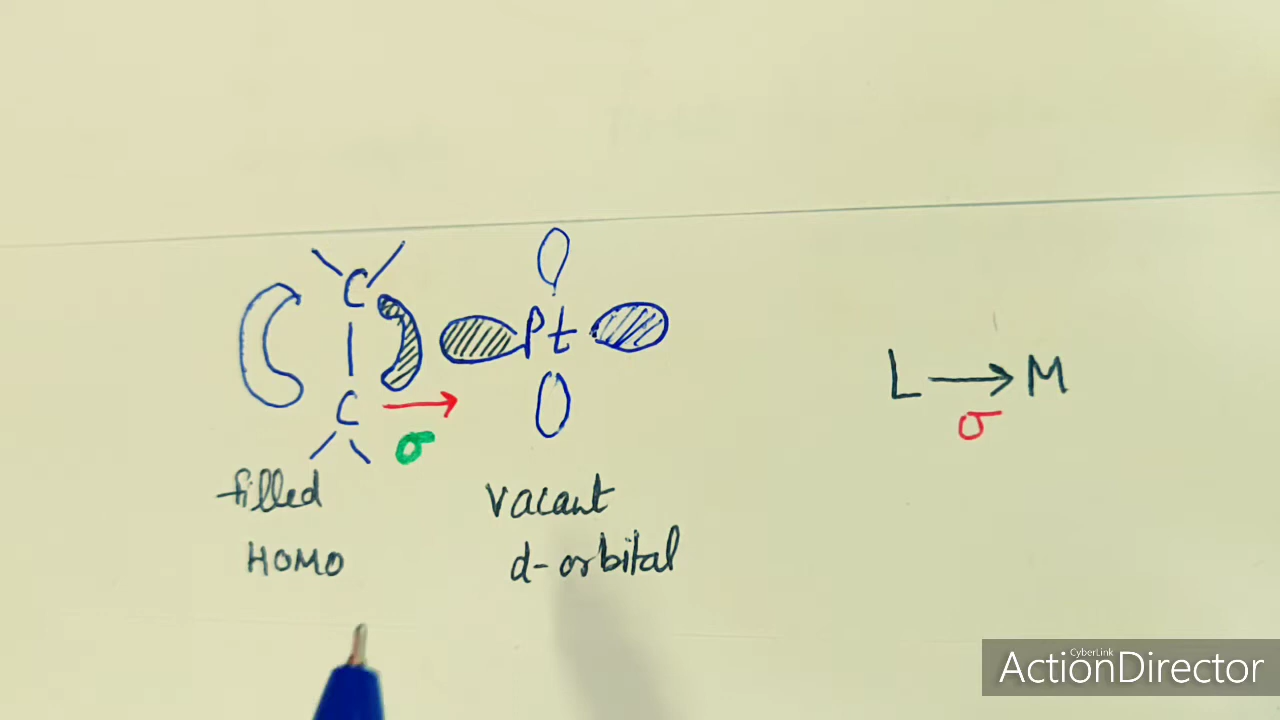 C
Pt
L → M
σ
C
σ
filled
vacant
HOMO
d-orbital
CyberLink
ActionDirector